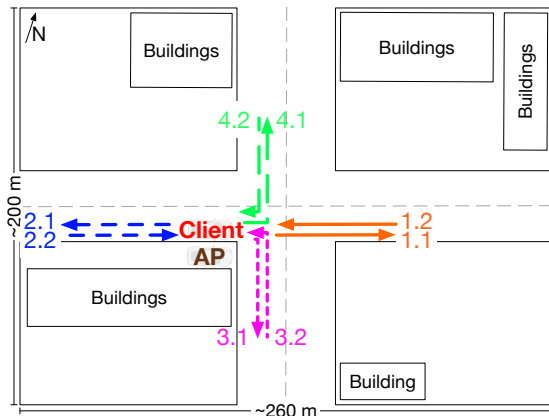 N
Buildings
Buildings
Buildings
4.2 4.1
~200 m
2.1
Client
1.2
2.2
1.1
AP
Buildings
3.1 3.2
Building
~260 m